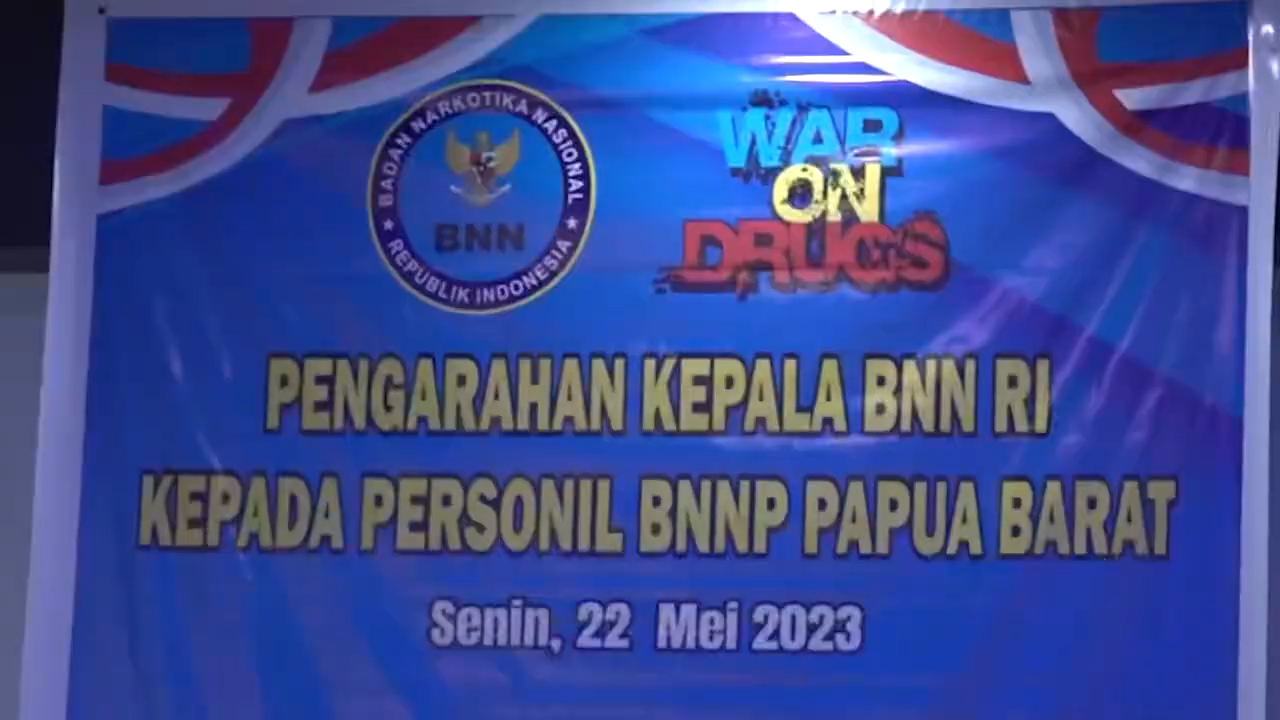 BADAN NARKOTIKA NASIONAL
BNN
REPUBLIK INDONESIA
WAR
ON
DRUGS
PENGARAHAN KEPALA BNN RI
KEPADA PERSONIL BNNP PAPUA BARAT
Senin, 22 Mei 2023